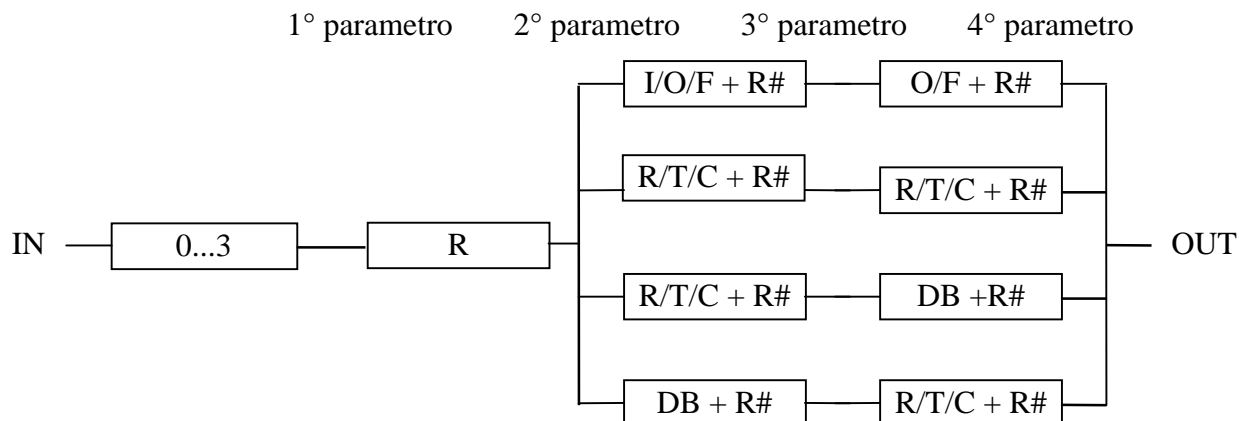 1° parametro 2° parametro 3° parametro 4° parametro
I/O/F + R# O/F + R#
R/T/C + R# R/T/C + R#
IN 0...3 R OUT
R/T/C + R# DB +R#
DB + R# R/T/C + R#